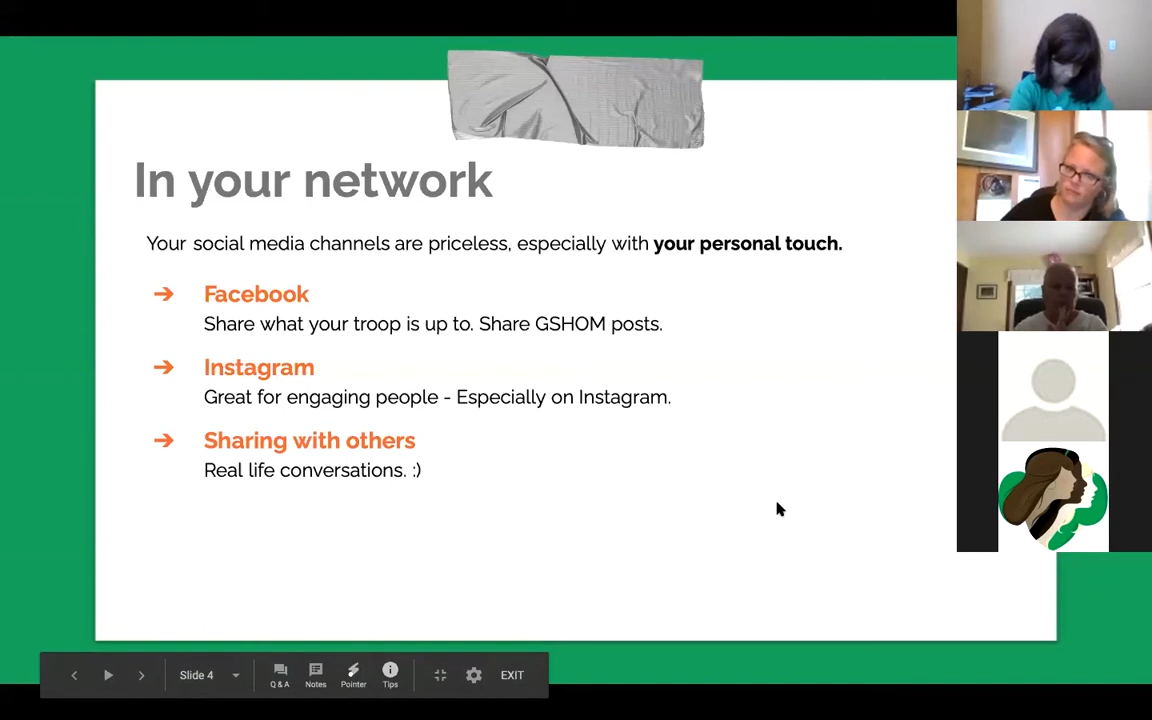 In your network
Your social media channels are priceless, especially with your personal touch.
➔ Facebook
Share what your troop is up to. Share GSHOM posts.
➔ Instagram
Great for engaging people - Especially on Instagram.
➔ Sharing with others
Real life conversations. :)
Slide 4
Q & A
Notes
Pointer
Tips
EXIT